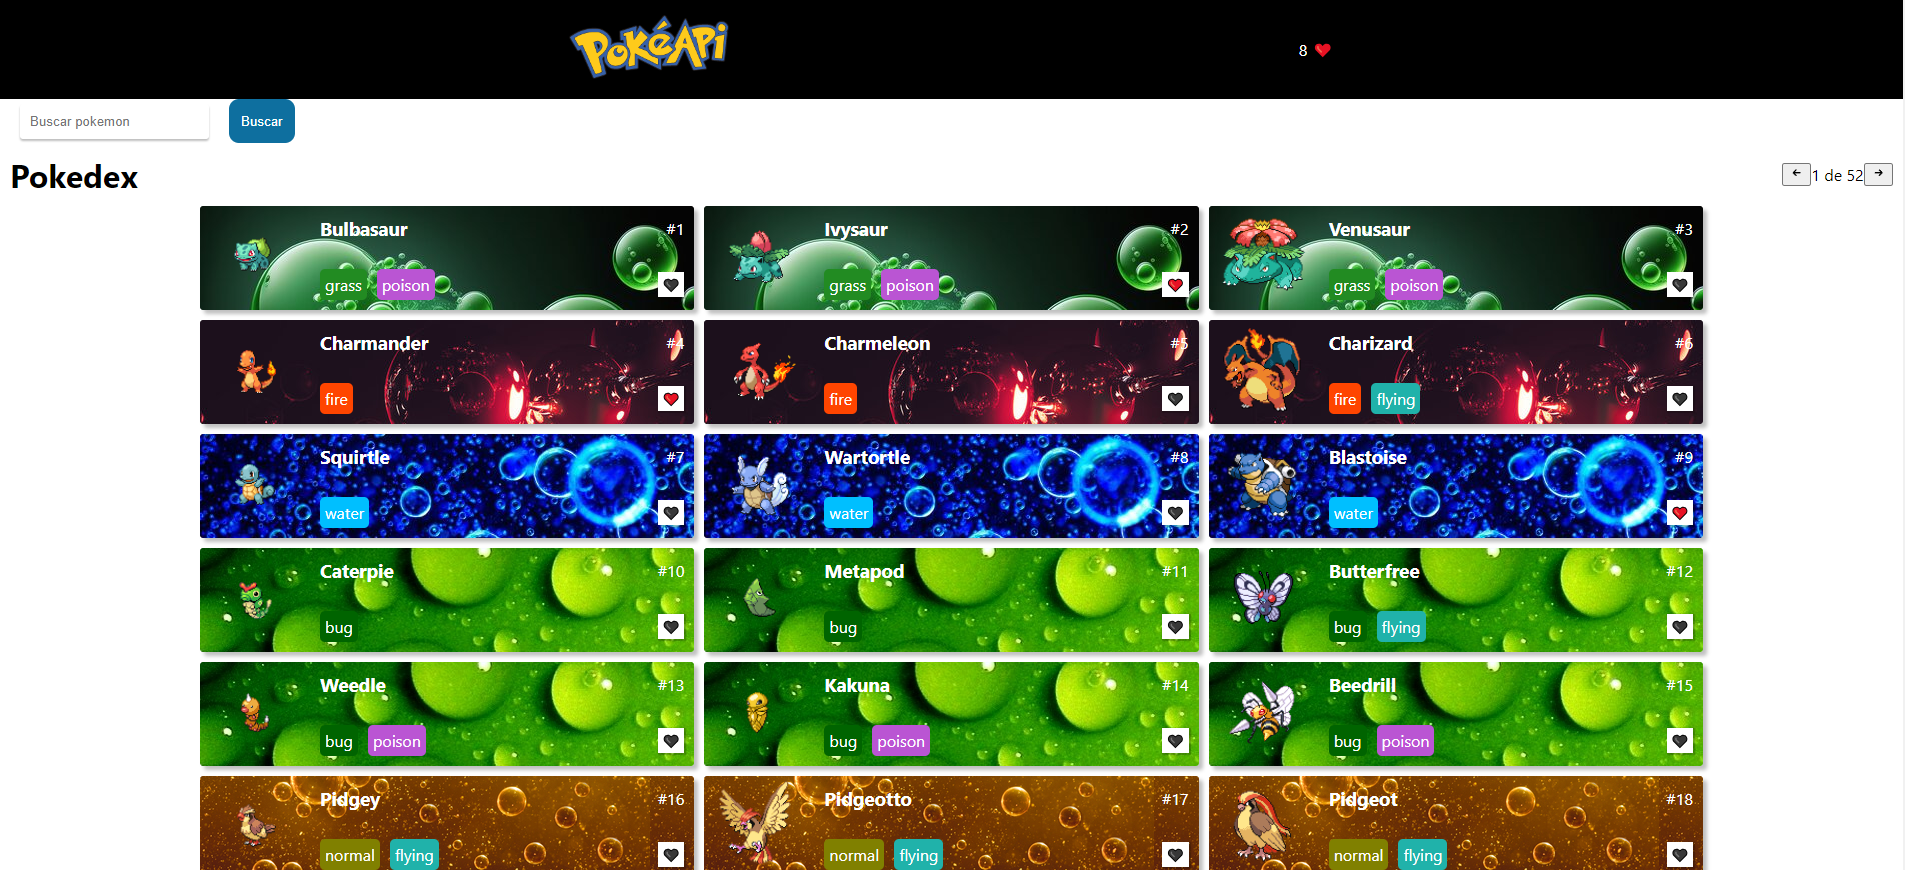 PokéAPi
8
Buscar pokemon
Buscar
Pokedex
1 de 52
Bulbasaur #1
grass poison
Ivysaur #2
grass poison
Venusaur #3
grass poison
Charmander #4
fire
Charmeleon #5
fire
Charizard #6
fire flying
Squirtle #7
water
Wartortle #8
water
Blastoise #9
water
Caterpie #10
bug
Metapod #11
bug
Butterfree #12
bug flying
Weedle #13
bug poison
Kakuna #14
bug poison
Beedrill #15
bug poison
Pidgey #16
normal flying
Pidgeotto #17
normal flying
Pidgeot #18
normal flying